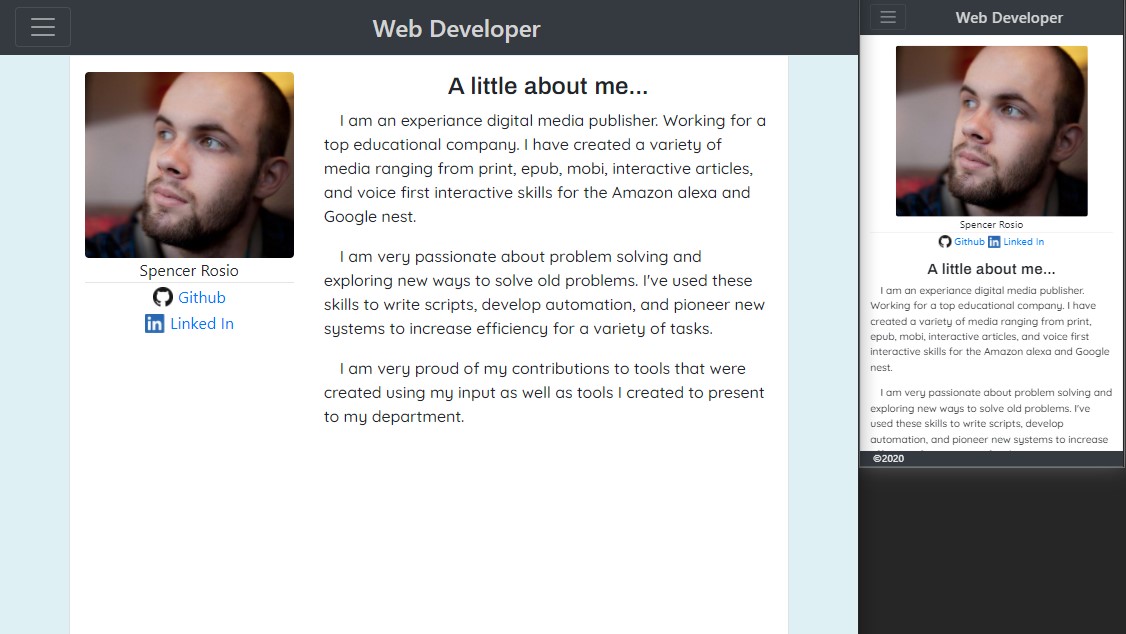 Web Developer
A little about me...
I am an experiance digital media publisher. Working for a
top educational company. I have created a variety of
media ranging from print, epub, mobi, interactive articles,
and voice first interactive skills for the Amazon alexa and
Google nest.
I am very passionate about problem solving and
exploring new ways to solve old problems. I've used these
skills to write scripts, develop automation, and pioneer new
systems to increase efficiency for a variety of tasks.
I am very proud of my contributions to tools that were
created using my input as well as tools I created to present
to my department.
Spencer Rosio
Github
in Linked In
Web Developer
Spencer Rosio
Github in Linked In
A little about me...
I am an experiance digital media publisher.
Working for a top educational company. I have
created a variety of media ranging from print,
epub, mobi, interactive articles, and voice first
interactive skills for the Amazon alexa and Google
nest.
I am very passionate about problem solving and
exploring new ways to solve old problems. I've
used these skills to write scripts, develop
automation, and pioneer new systems to increase
©2020